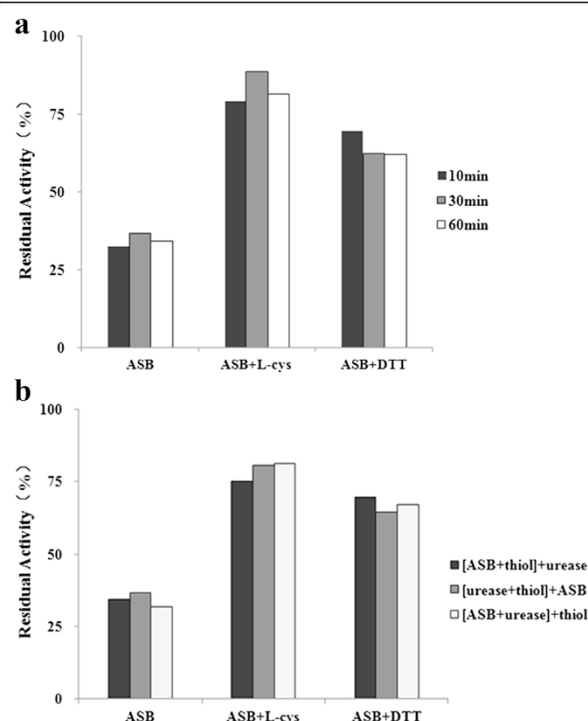 a
100
75
50
25
0
Residual Activity（%）
ASB
ASB+L-cys
ASB+DTT
10min
30min
60min
b
100
75
50
25
0
Residual Activity（%）
ASB
ASB+L-cys
ASB+DTT
[ASB+thiol]+urease
[urease+thiol]+ASB
[ASB+urease]+thiol